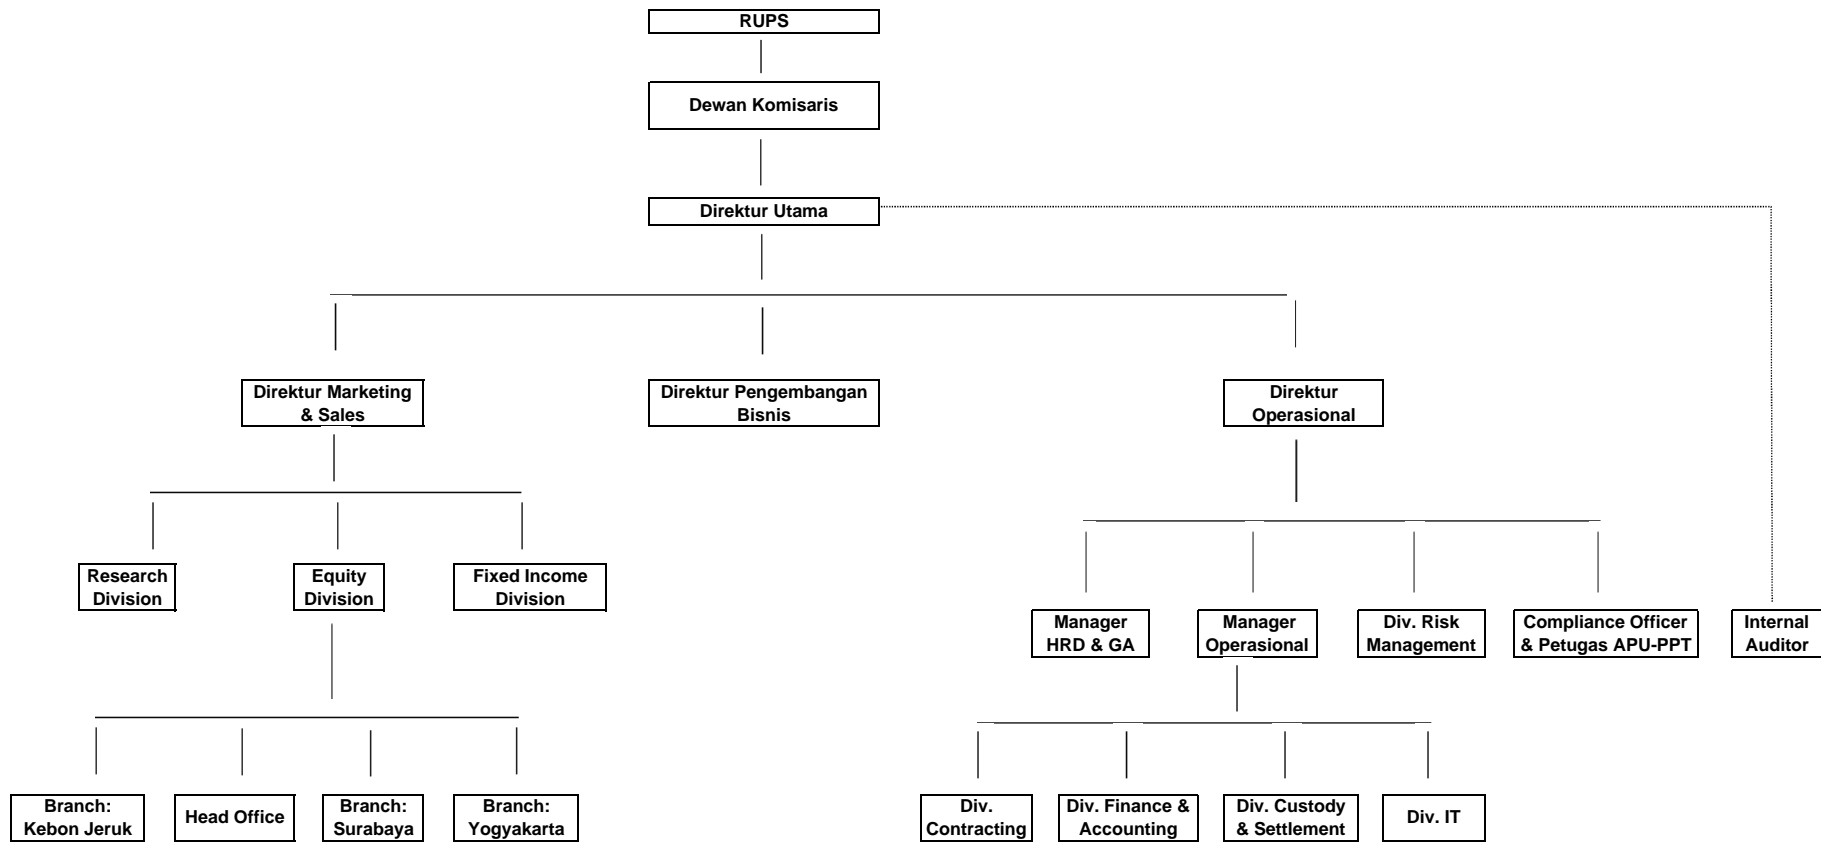 RUPS
Dewan Komisaris
Direktur Utama
Direktur Marketing
& Sales
Direktur Pengembangan
Bisnis
Direktur
Operasional
Research
Division
Equity
Division
Fixed Income
Division
Manager
HRD & GA
Manager
Operasional
Div. Risk
Management
Compliance Officer
& Petugas APU-PPT
Internal
Auditor
Branch:
Kebon Jeruk
Head Office
Branch:
Surabaya
Branch:
Yogyakarta
Div.
Contracting
Div. Finance &
Accounting
Div. Custody
& Settlement
Div. IT